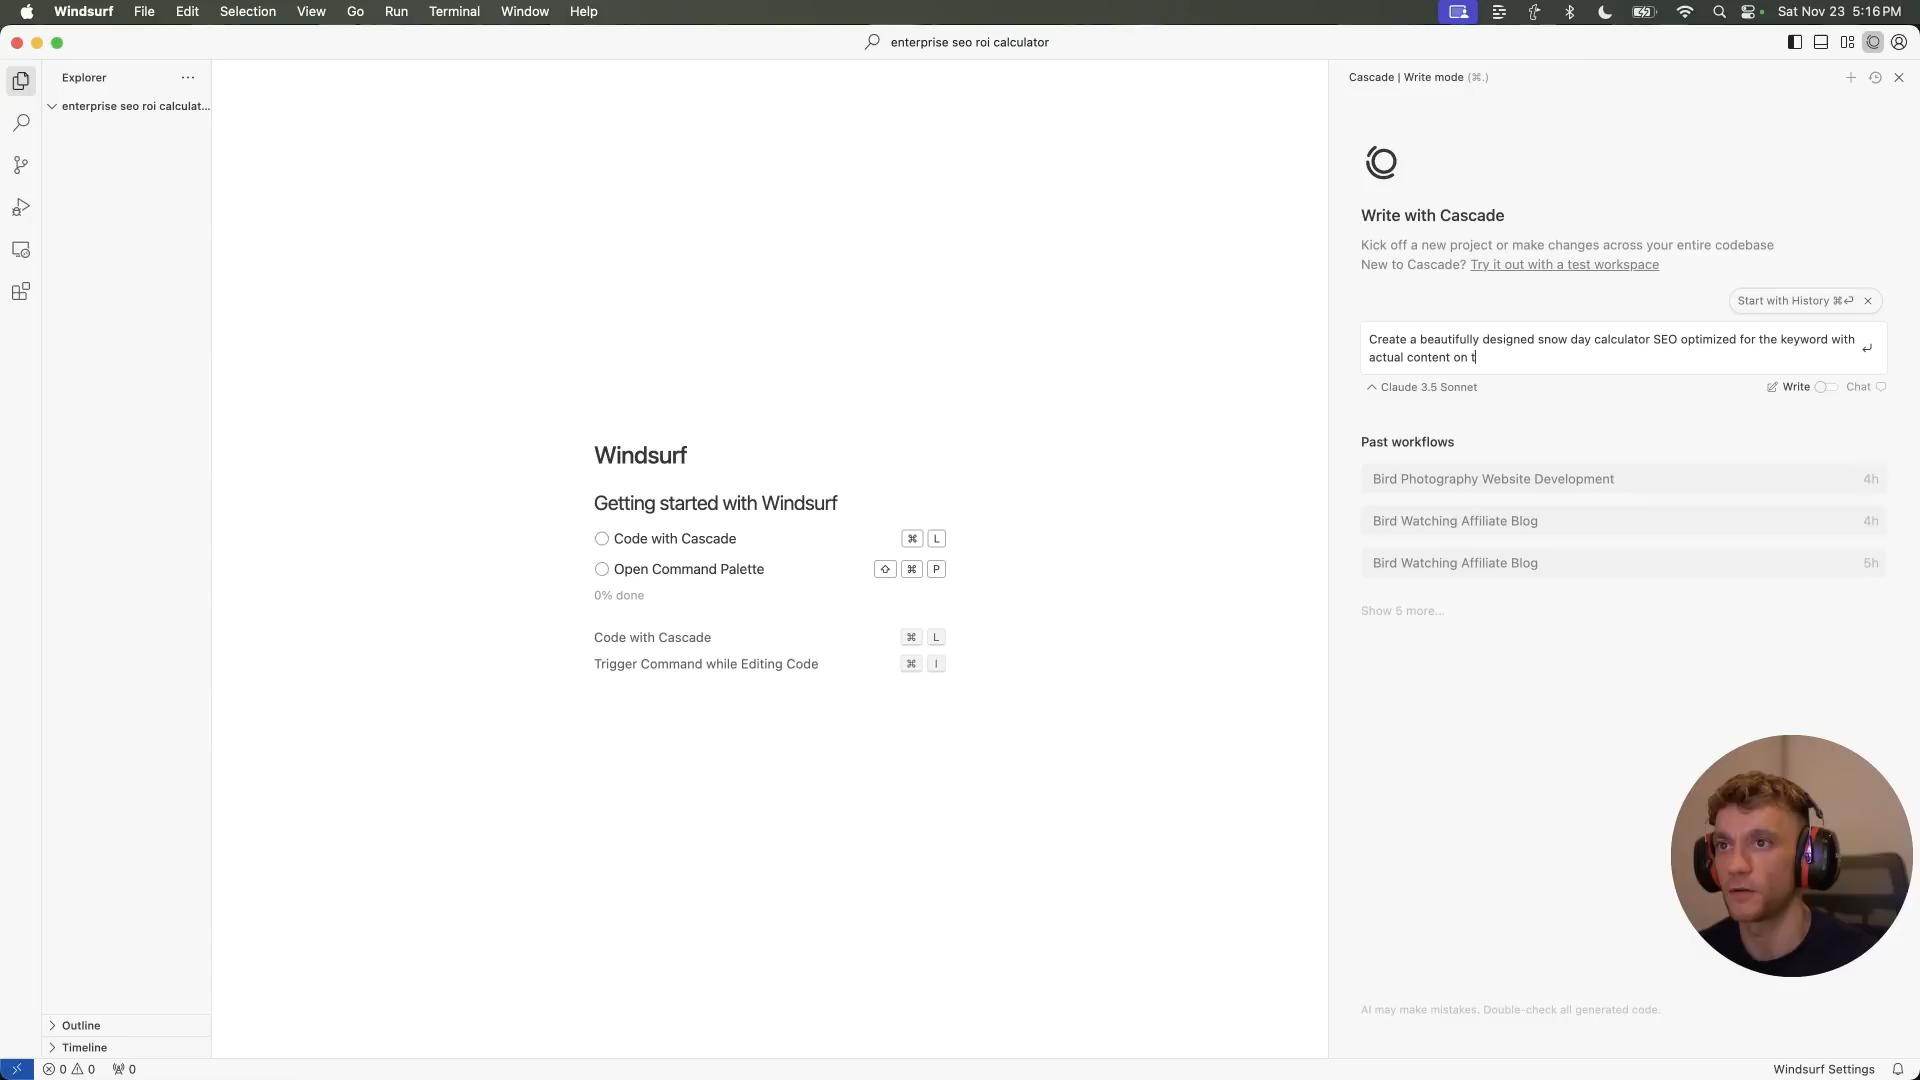 Windsurf File Edit Selection View Go Run Terminal Window Help Sat Nov 23 5:16 PM
enterprise seo roi calculator
Explorer
enterprise seo roi calculat...
Cascade | Write mode (⌘.)
Write with Cascade
Kick off a new project or make changes across your entire codebase
New to Cascade? Try it out with a test workspace
Start with History ⌘⏎ ×
Create a beautifully designed snow day calculator SEO optimized for the keyword with
actual content on t
Claude 3.5 Sonnet Write Chat
Past workflows
Bird Photography Website Development 4h
Bird Watching Affiliate Blog 4h
Bird Watching Affiliate Blog 5h
Show 5 more...
Windsurf
Getting started with Windsurf
Code with Cascade ⌘ L
Open Command Palette ⇧ ⌘ P
0% done
Code with Cascade ⌘ L
Trigger Command while Editing Code ⌘ I
AI may make mistakes. Double-check all generated code.
Outline
Timeline
0 0 0
Windsurf Settings